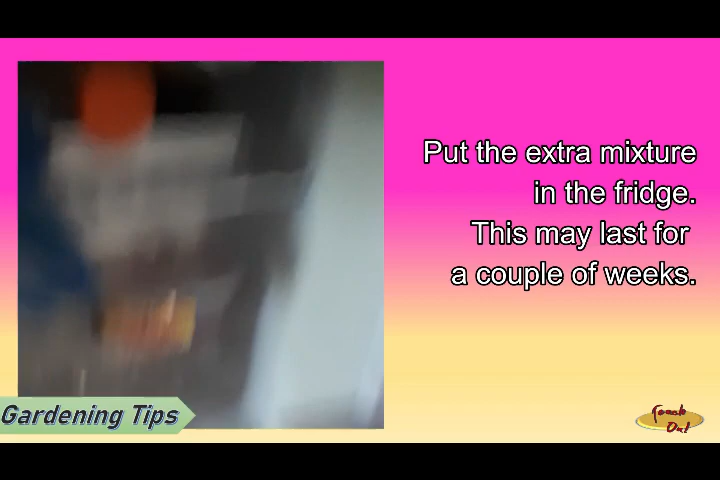 Put the extra mixture
in the fridge.
This may last for
a couple of weeks.
Gardening Tips